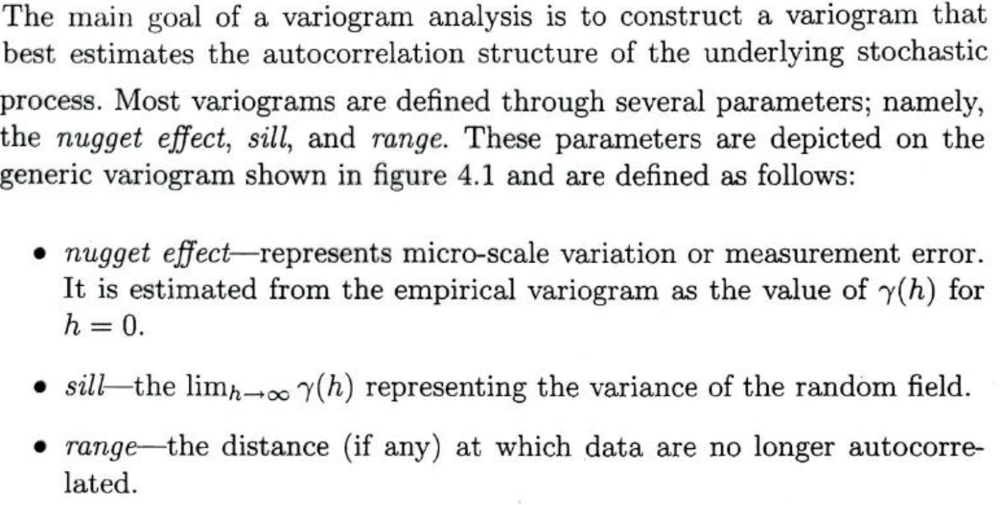 The main goal of a variogram analysis is to construct a variogram that
best estimates the autocorrelation structure of the underlying stochastic
process. Most variograms are defined through several parameters; namely,
the nugget effect, sill, and range. These parameters are depicted on the
generic variogram shown in figure 4.1 and are defined as follows:
• nugget effect—represents micro-scale variation or measurement error.
It is estimated from the empirical variogram as the value of γ(h) for
h = 0.
• sill—the lim_{h→∞} γ(h) representing the variance of the random field.
• range—the distance (if any) at which data are no longer autocorre-
lated.